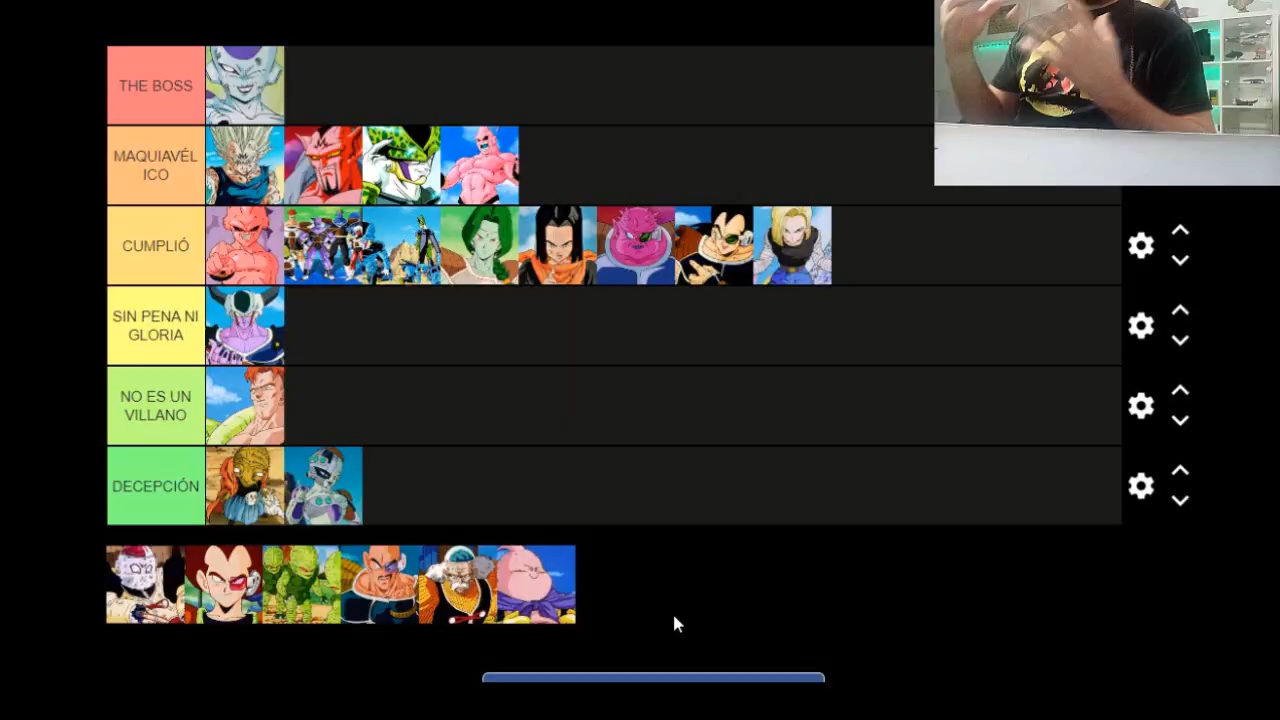 THE BOSS
MAQUIAVÉL
ICO
CUMPLIÓ
SIN PENA NI
GLORIA
NO ES UN
VILLANO
DECEPCIÓN